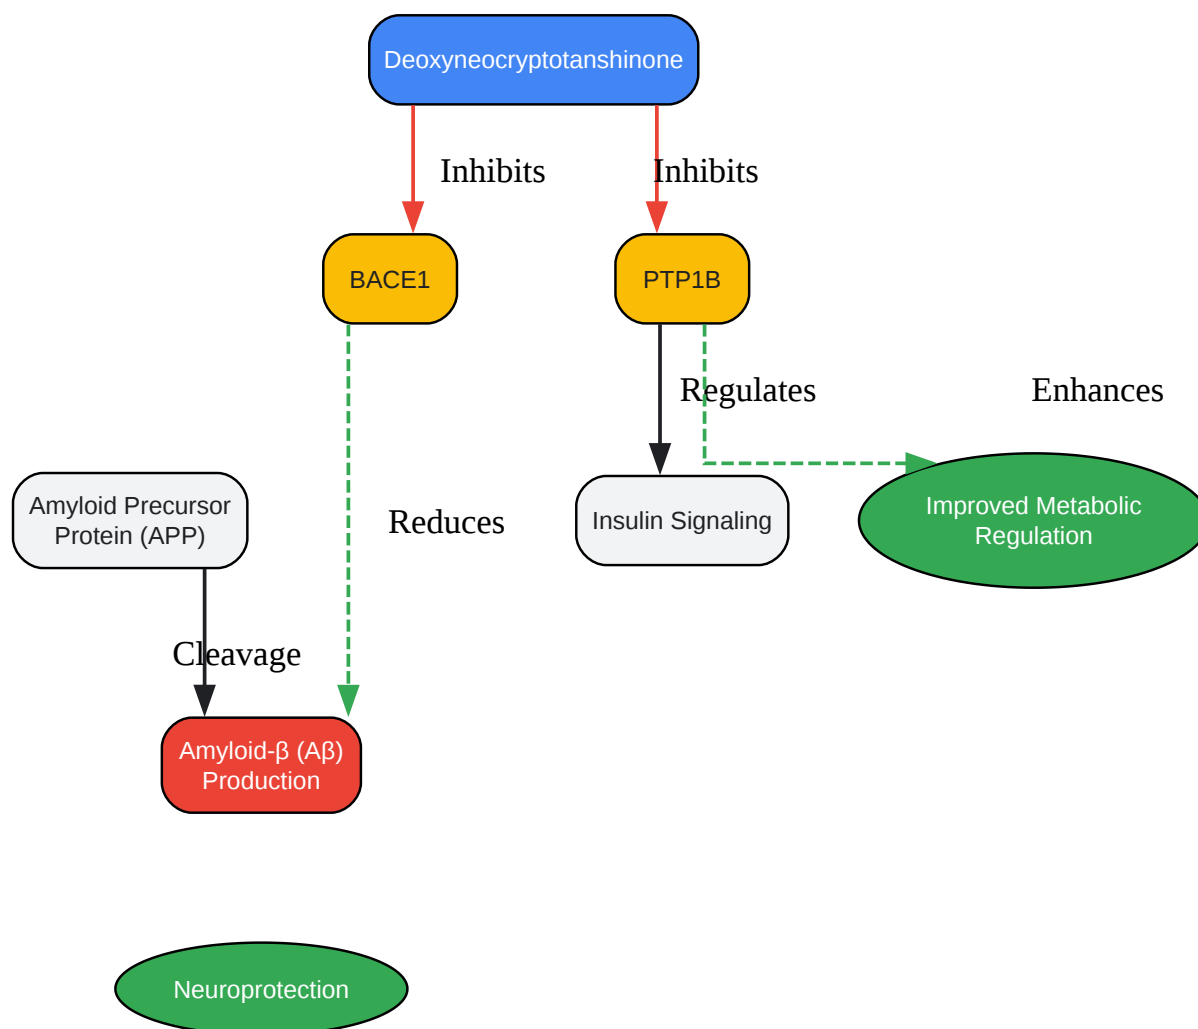 Deoxyneocryptotanshinone
Inhibits
Inhibits
BACE1
PTP1B
Regulates
Enhances
Amyloid Precursor
Protein (APP)
Reduces
Insulin Signaling
Improved Metabolic
Regulation
Cleavage
Amyloid-β (Aβ)
Production
Neuroprotection